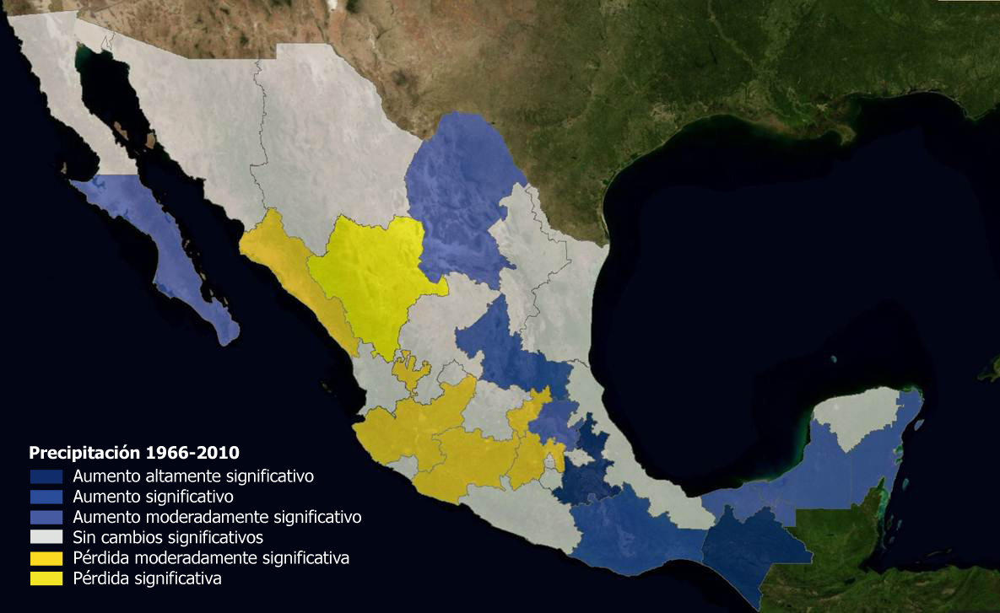 Precipitación 1966-2010
Aumento altamente significativo
Aumento significativo
Aumento moderadamente significativo
Sin cambios significativos
Pérdida moderadamente significativa
Pérdida significativa